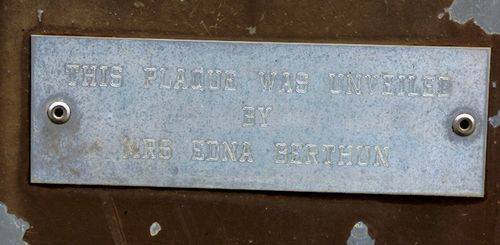 THIS PLAQUE WAS UNVEILED
BY
MRS EDNA BERTHUN